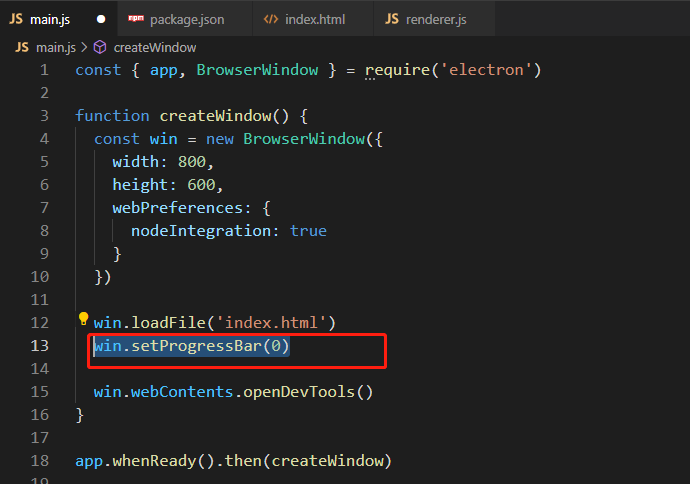 JS main.js ● npm package.json <> index.html JS renderer.js
JS main.js > createWindow
1 const { app, BrowserWindow } = require('electron')
2
3 function createWindow() {
4 const win = new BrowserWindow({
5 width: 800,
6 height: 600,
7 webPreferences: {
8 nodeIntegration: true
9 }
10 })
11
12 win.loadFile('index.html')
13 win.setProgressBar(0)
14
15 win.webContents.openDevTools()
16 }
17
18 app.whenReady().then(createWindow)
19